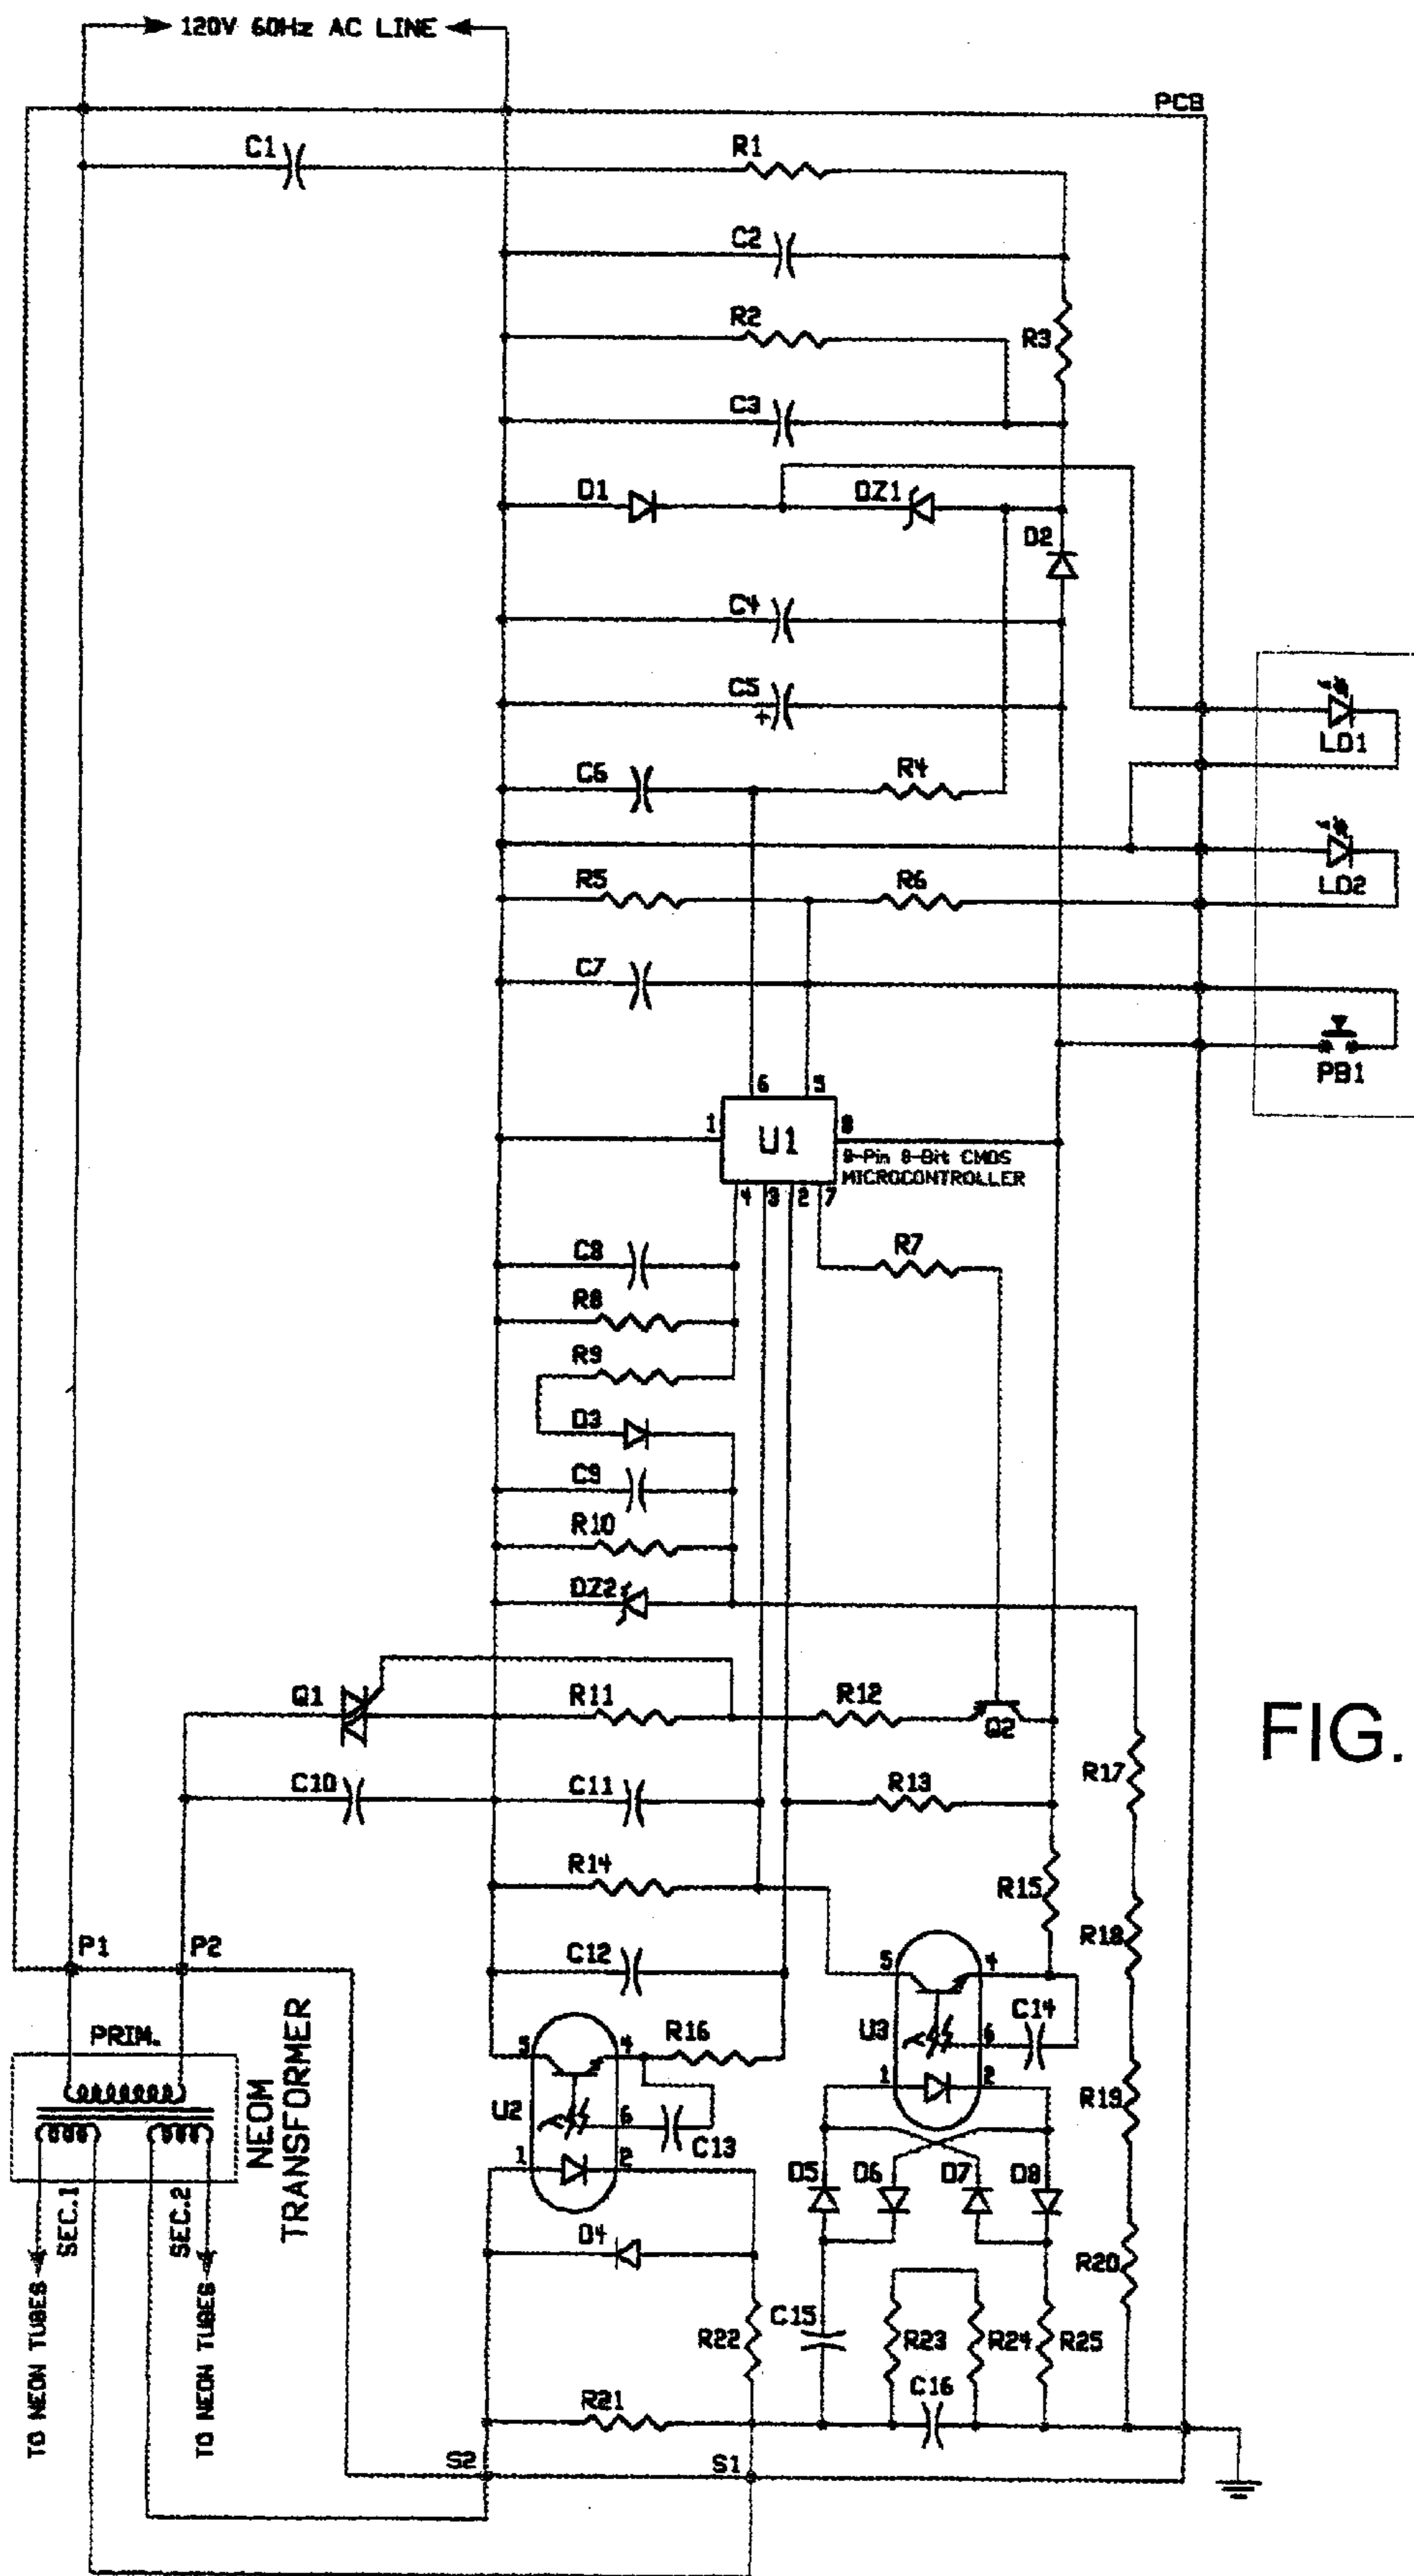 120V 60Hz AC LINE
PCB
C1
R1
C2
R2
R3
C3
D1
DZ1
D2
C4
C5
+
LD1
C6
R4
LD2
R5
R6
C7
PB1
6
5
1
U1
8
8-Pin 8-Bit CMOS
MICROCONTROLLER
4
3
2
7
C8
R7
R8
R9
D3
C9
R10
DZ2
Q1
R11
R12
Q2
FIG.
R17
C10
C11
R13
R14
R15
R18
P1
P2
C12
5
4
C14
U3
6
PRIM.
NEOM
TRANSFORMER
5
4
R16
1
2
R19
U2
6
C13
1
2
D5
D6
D7
D8
SEC.1
SEC.2
D4
R20
TO NEON TUBES
TO NEON TUBES
C15
R22
R23
R24
R25
R21
C16
S2
S1